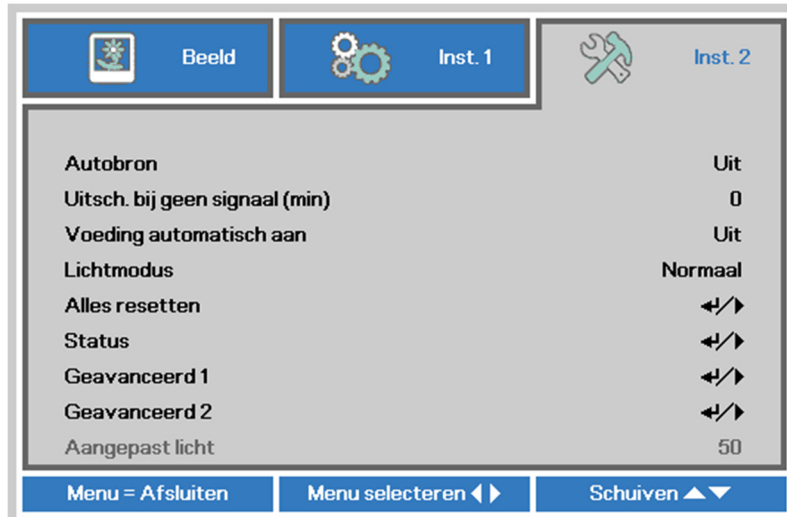 Beeld
Inst. 1
Inst. 2
Autobron Uit
Uitsch. bij geen signaal (min) 0
Voeding automatisch aan Uit
Lichtmodus Normaal
Alles resetten
Status
Geavanceerd 1
Geavanceerd 2
Aangepast licht 50
Menu = Afsluiten
Menu selecteren
Schuiven